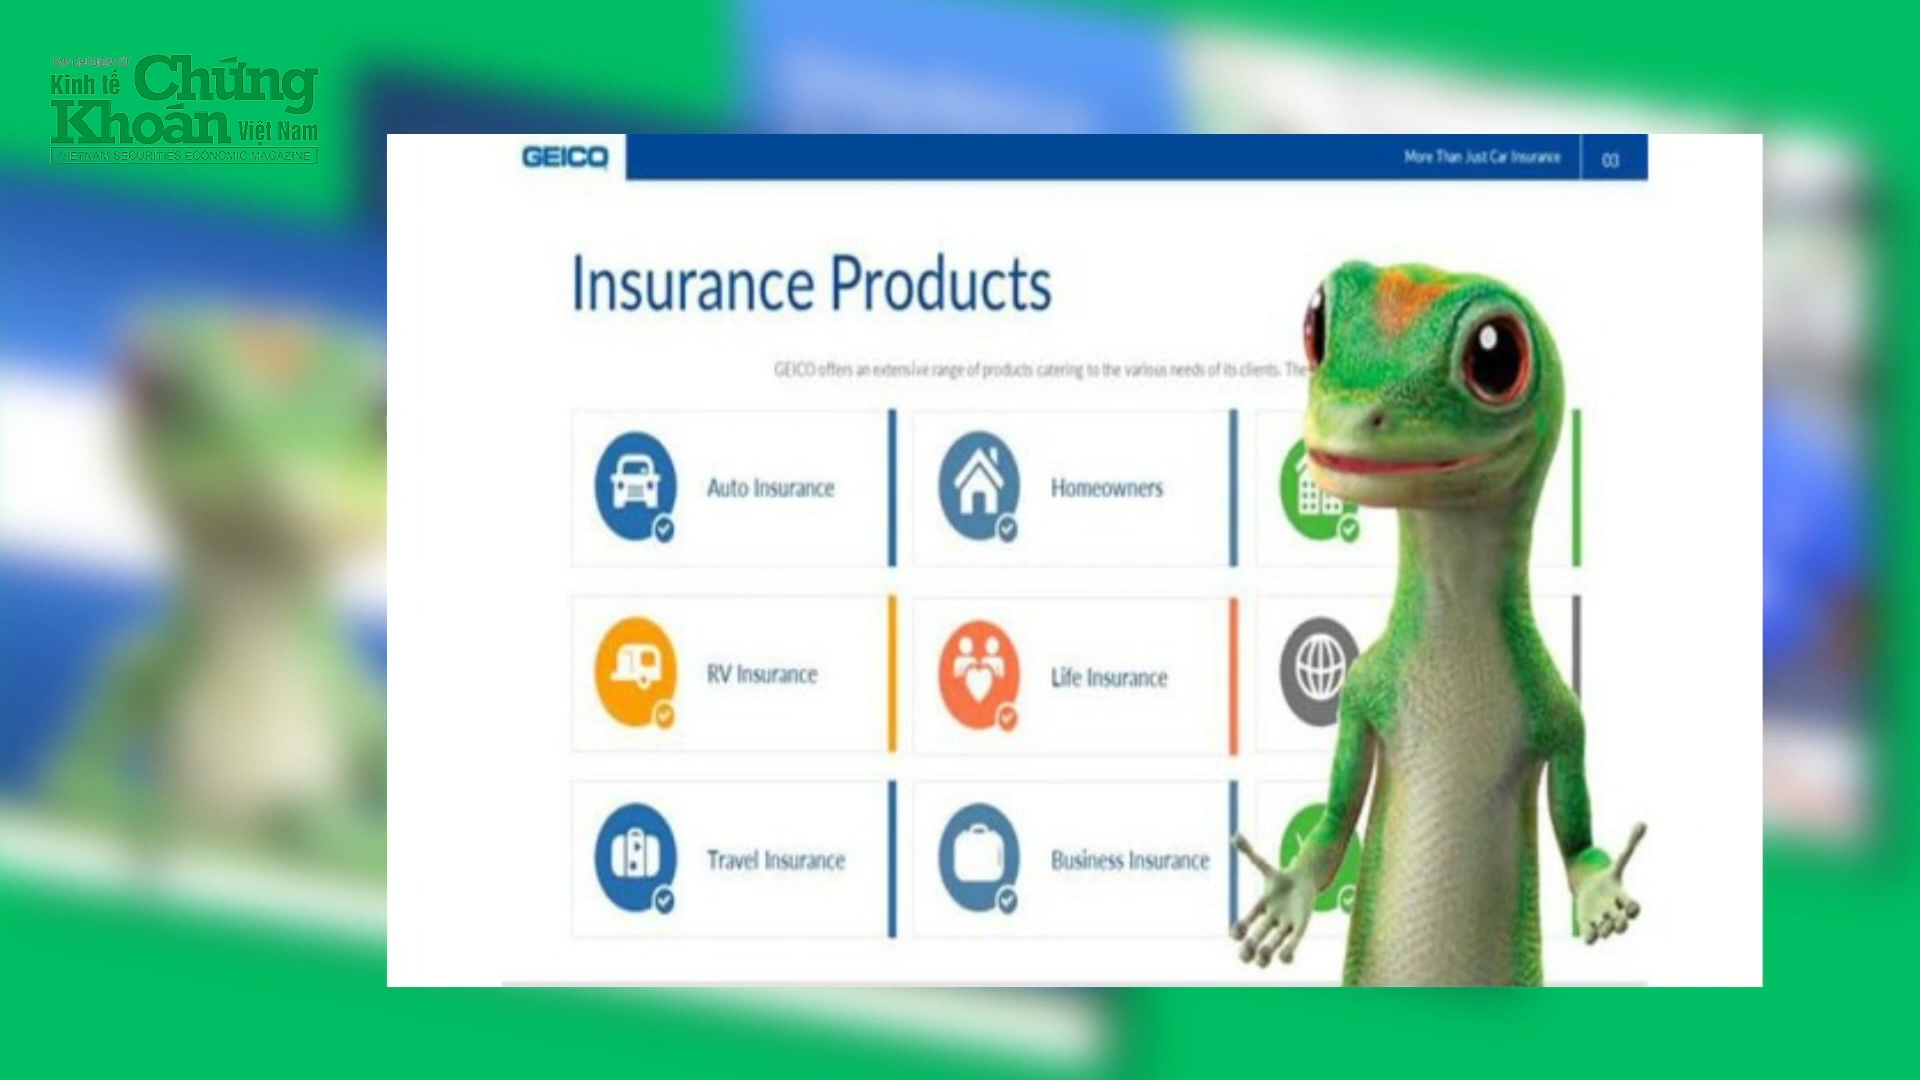 TẠP CHÍ ĐIỆN TỬ
Kinh tế Chứng
Khoán Việt Nam
VIETNAM SECURITIES ECONOMIC MAGAZINE
GEICO
More Than Just Car Insurance
03
Insurance Products
GEICO offers an extensive range of products catering to the various needs of its clients. The
Auto Insurance
Homeowners
RV Insurance
Life Insurance
Travel Insurance
Business Insurance